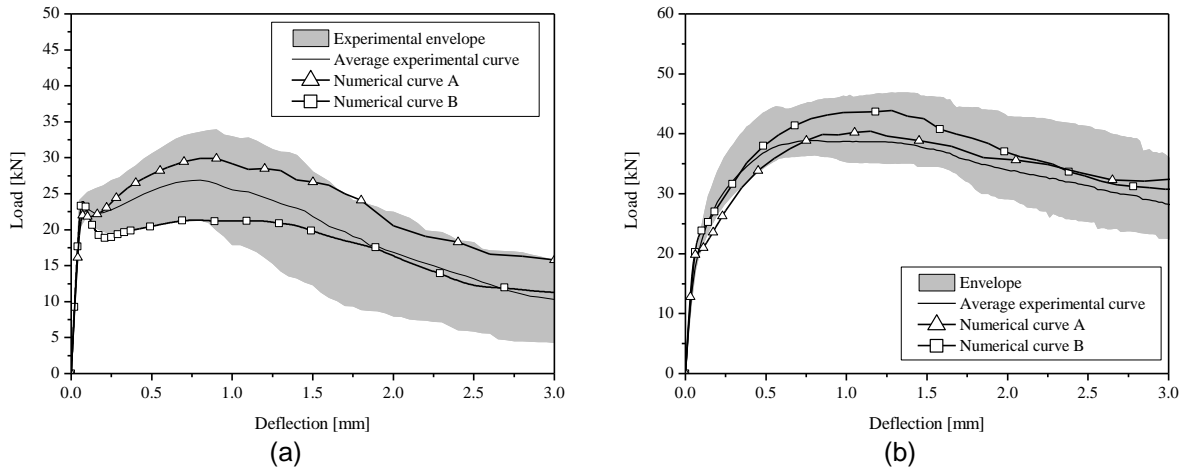 50
45
40
35
30
25
20
15
10
5
0
Load [kN]
Experimental envelope
Average experimental curve
Numerical curve A
Numerical curve B
0.0 0.5 1.0 1.5 2.0 2.5 3.0
Deflection [mm]
(a)
60
50
40
30
20
10
0
Load [kN]
Envelope
Average experimental curve
Numerical curve A
Numerical curve B
0.0 0.5 1.0 1.5 2.0 2.5 3.0
Deflection [mm]
(b)